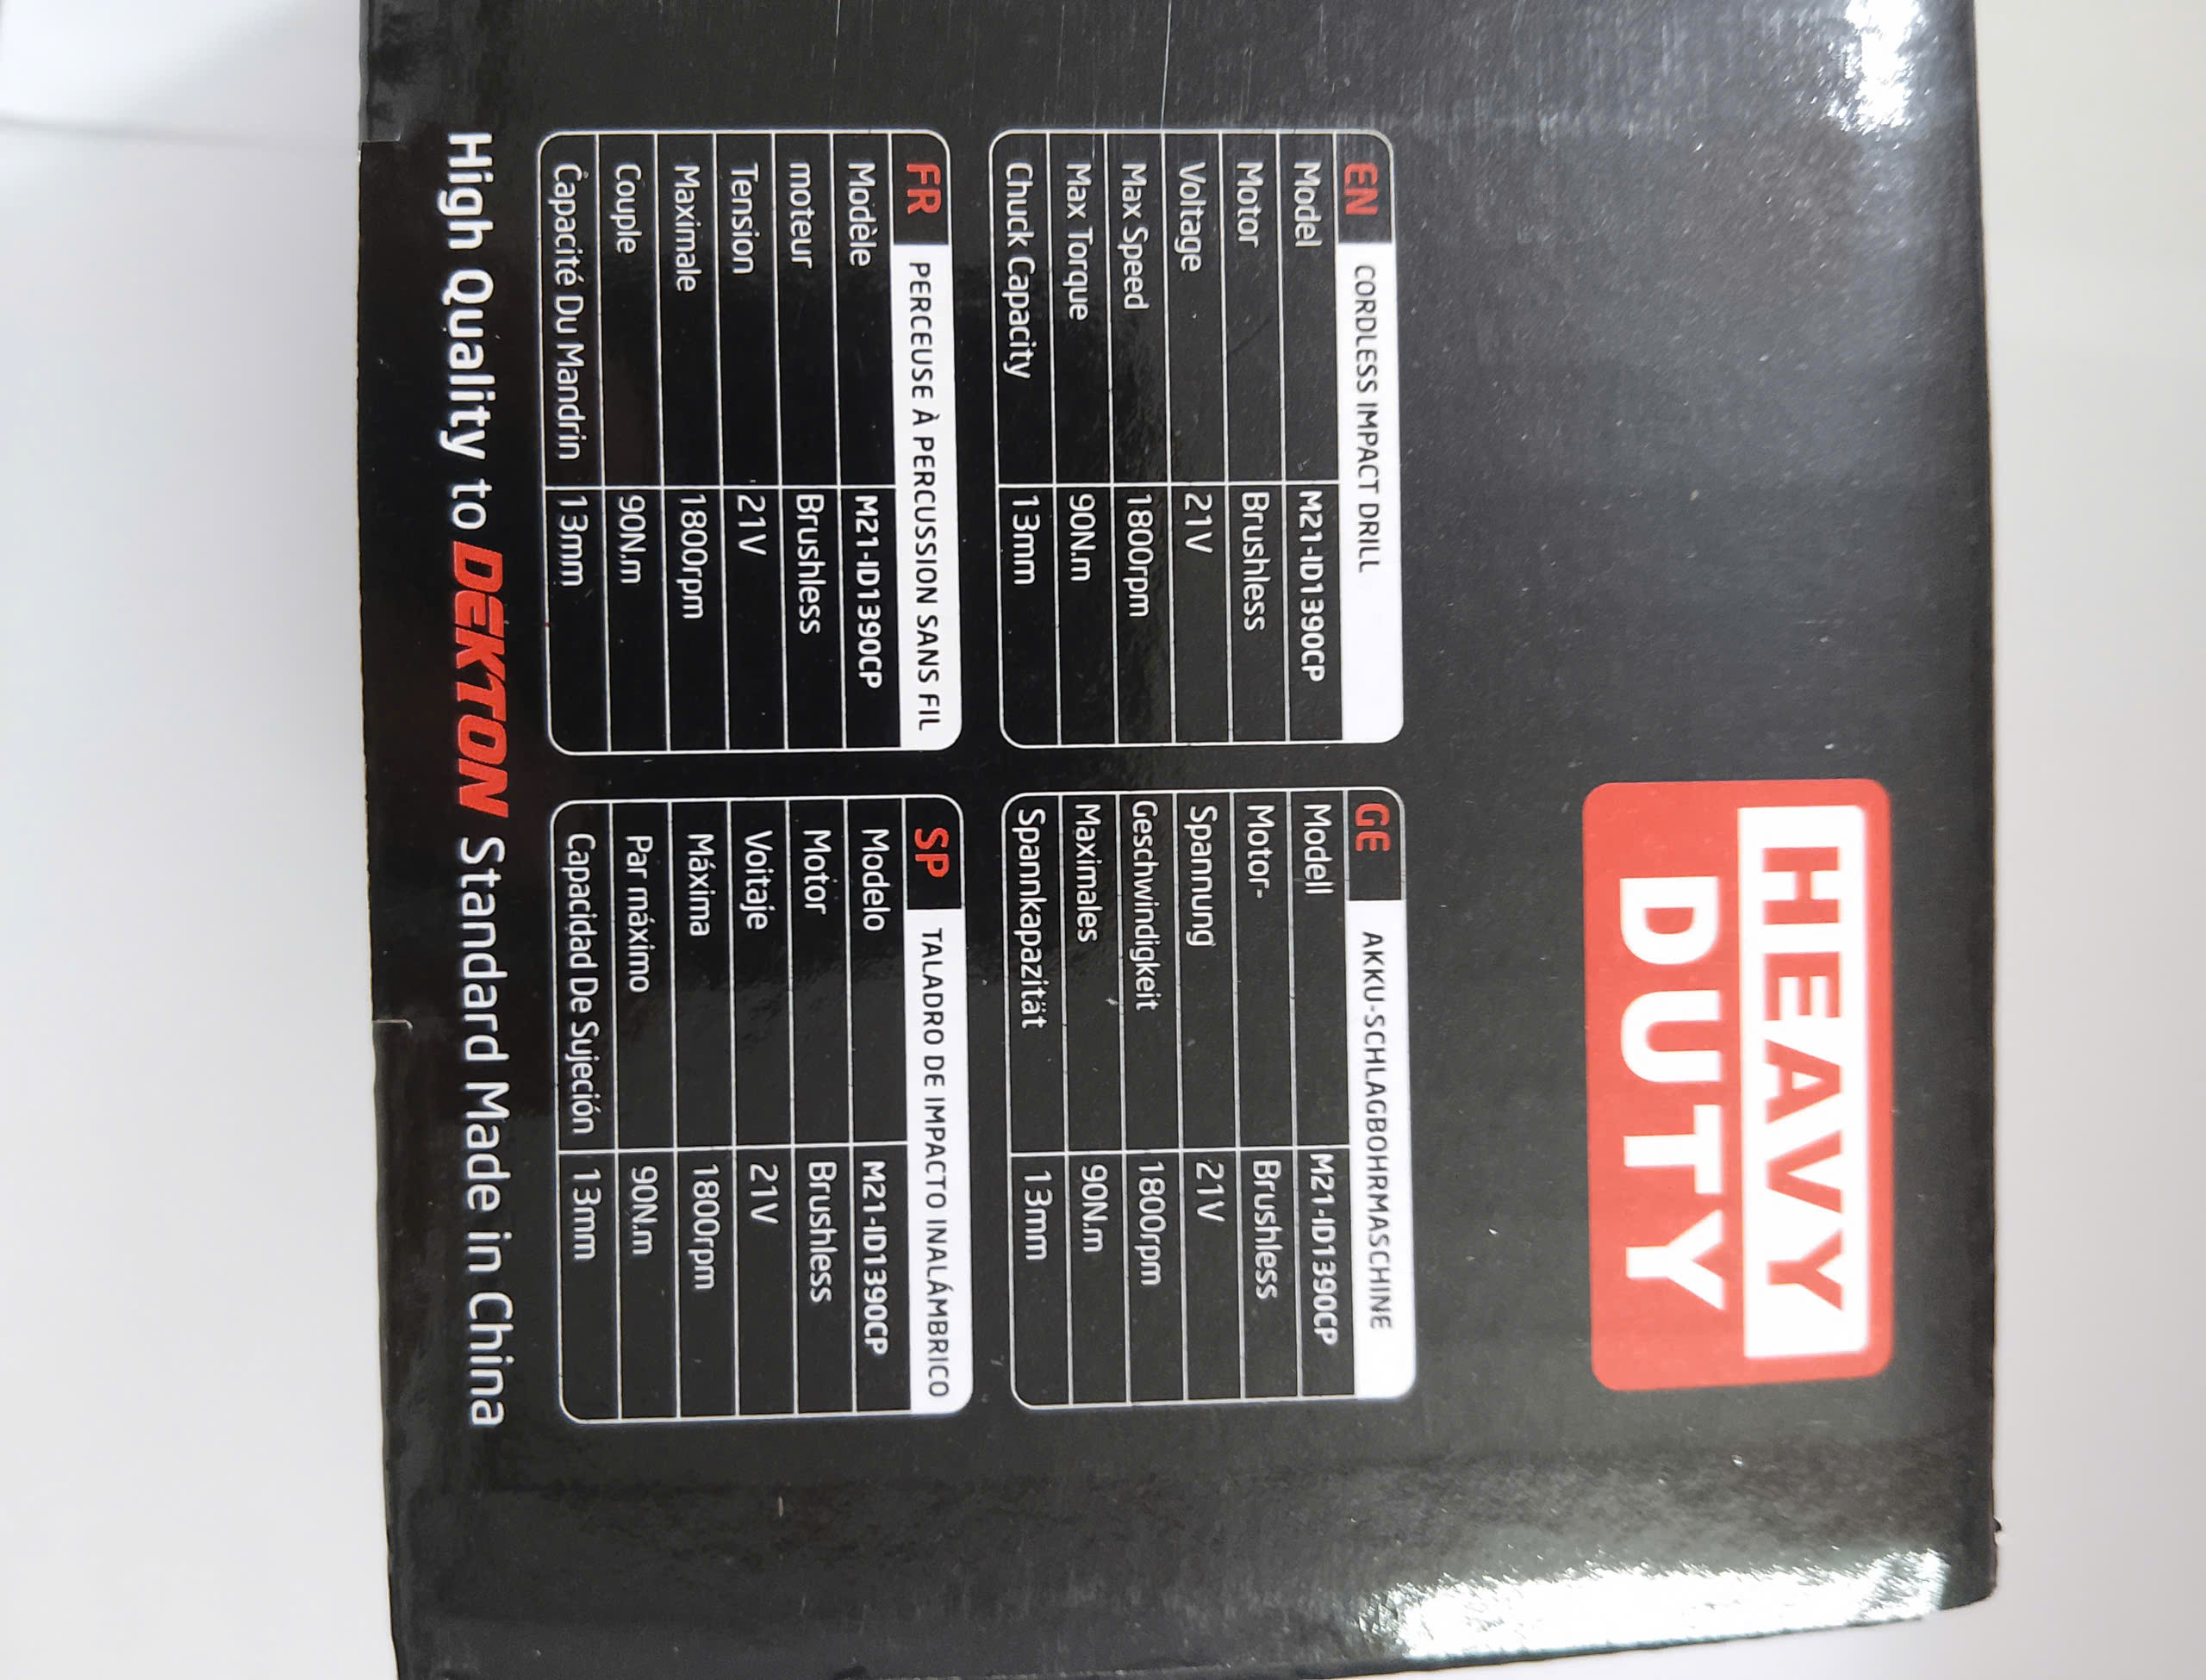 HEAVY
DUTY
EN CORDLESS IMPACT DRILL
Model M21-ID1390CP
Motor Brushless
Voltage 21V
Max Speed 1800rpm
Max Torque 90N.m
Chuck Capacity 13mm
GE AKKU-SCHLAGBOHRMASCHINE
Modell M21-ID1390CP
Motor- Brushless
Spannung 21V
Geschwindigkeit 1800rpm
Maximales 90N.m
Spannkapazität 13mm
FR PERCEUSE À PERCUSSION SANS FIL
Modèle M21-ID1390CP
moteur Brushless
Tension 21V
Maximale 1800rpm
Couple 90N.m
Capacité Du Mandrin 13mm
SP TALADRO DE IMPACTO INALÁMBRICO
Modelo M21-ID1390CP
Motor Brushless
Voitaje 21V
Máxima 1800rpm
Par máximo 90N.m
Capacidad De Sujeción 13mm
High Quality to DEKTON Standard Made in China